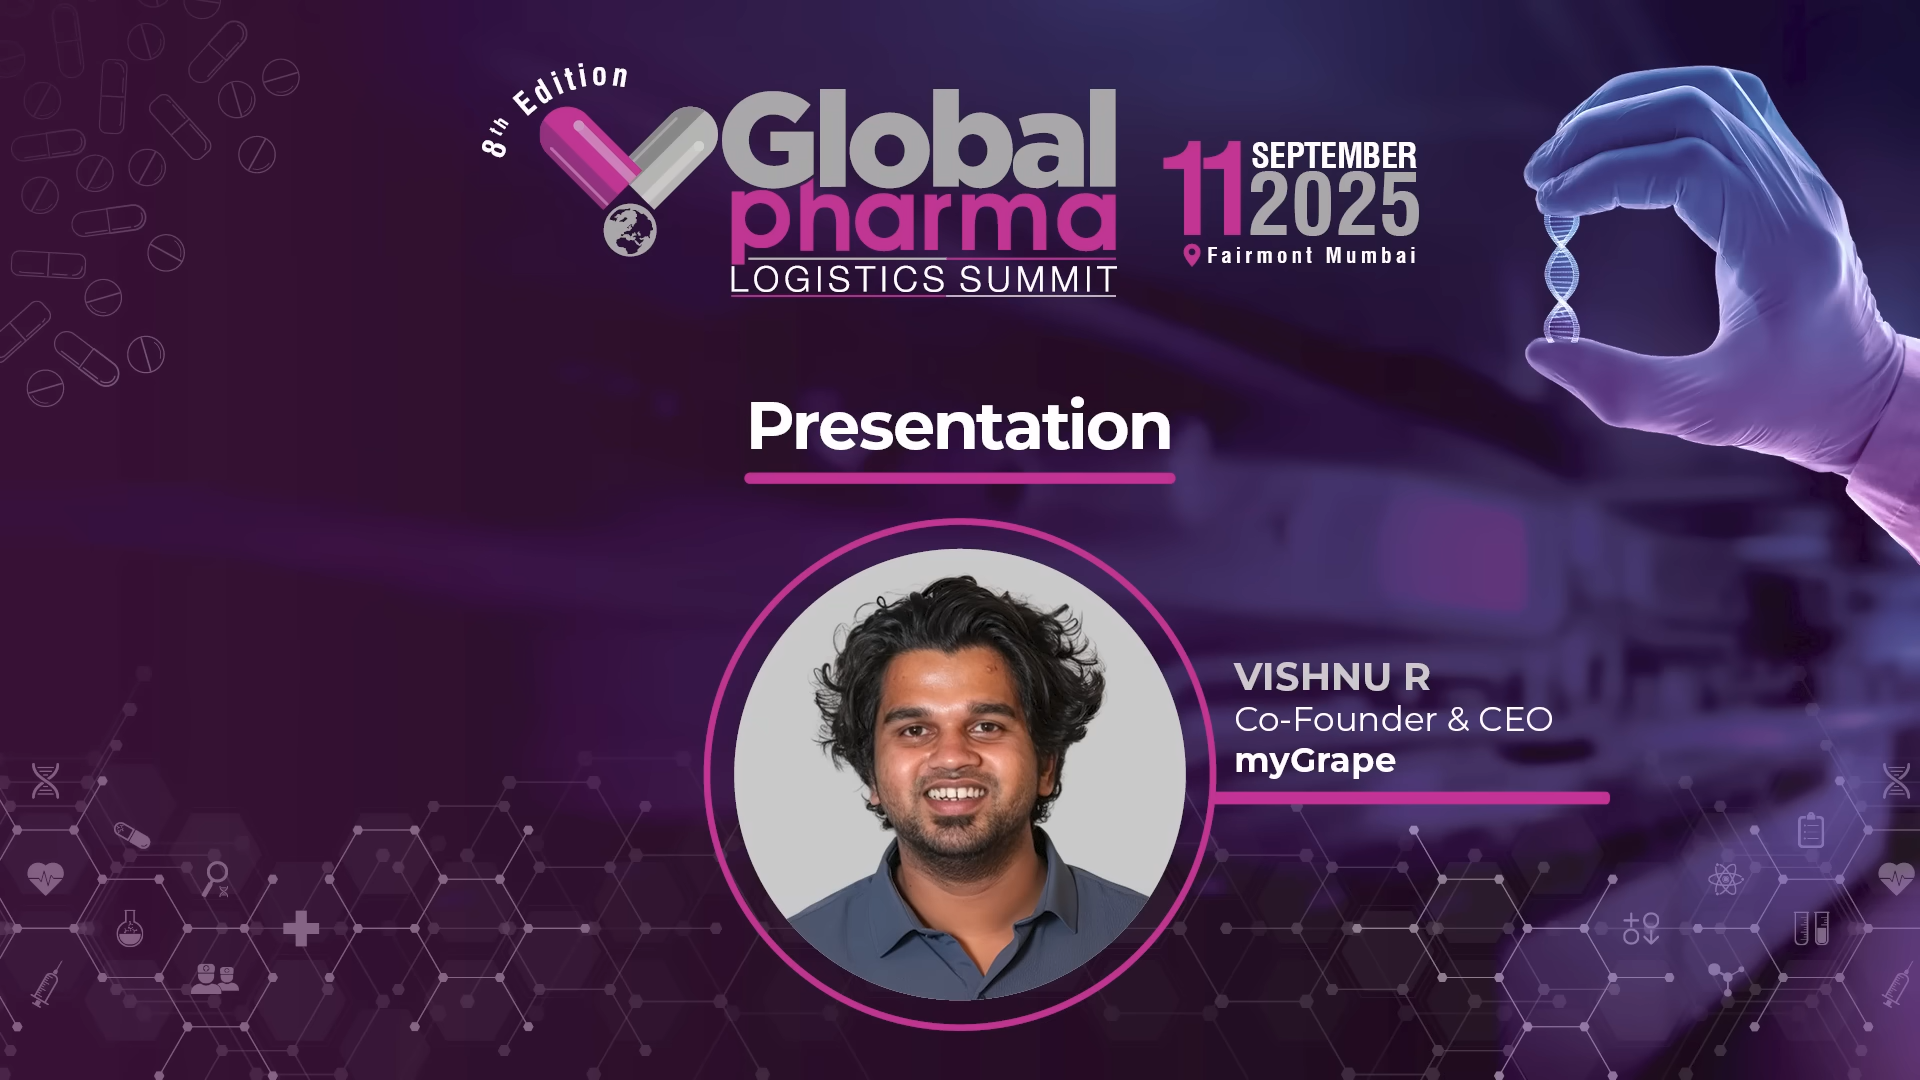 8th Edition
Global
pharma
LOGISTICS SUMMIT
11 SEPTEMBER
2025
Fairmont Mumbai
Presentation
VISHNU R
Co-Founder & CEO
myGrape